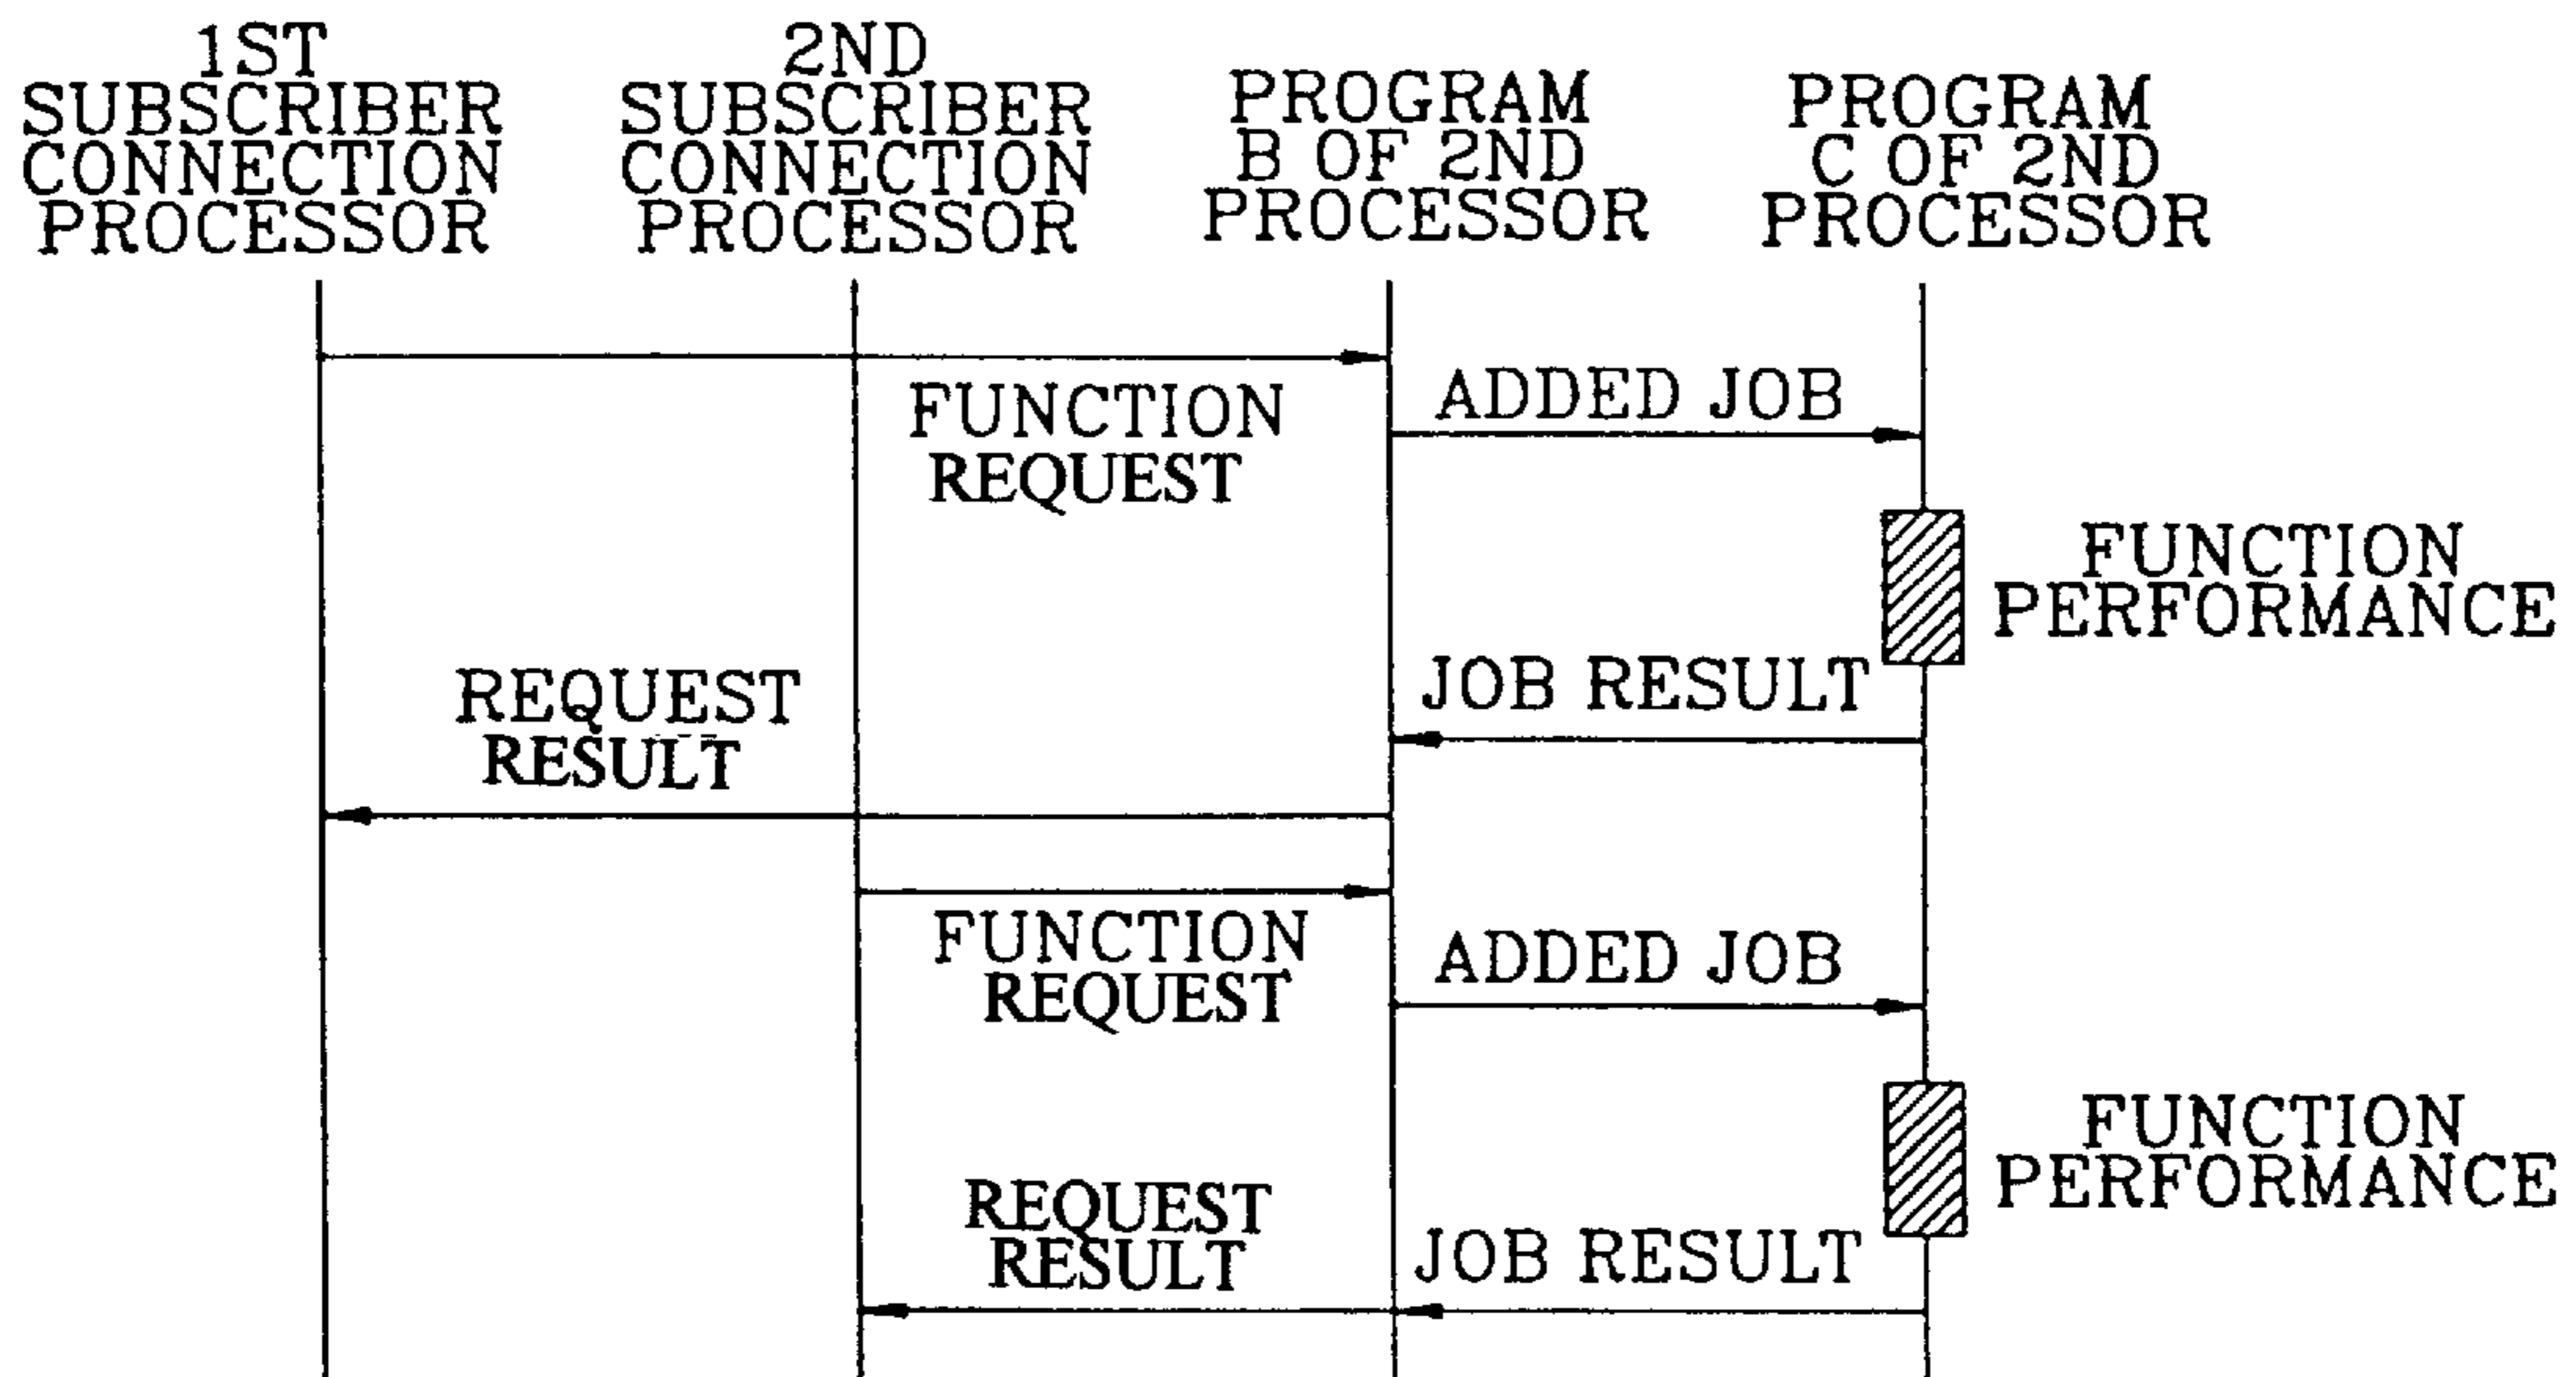 1ST
SUBSCRIBER
CONNECTION
PROCESSOR
2ND
SUBSCRIBER
CONNECTION
PROCESSOR
PROGRAM
B OF 2ND
PROCESSOR
PROGRAM
C OF 2ND
PROCESSOR
FUNCTION
REQUEST
ADDED JOB
FUNCTION
PERFORMANCE
JOB RESULT
REQUEST
RESULT
FUNCTION
REQUEST
ADDED JOB
FUNCTION
PERFORMANCE
REQUEST
RESULT
JOB RESULT